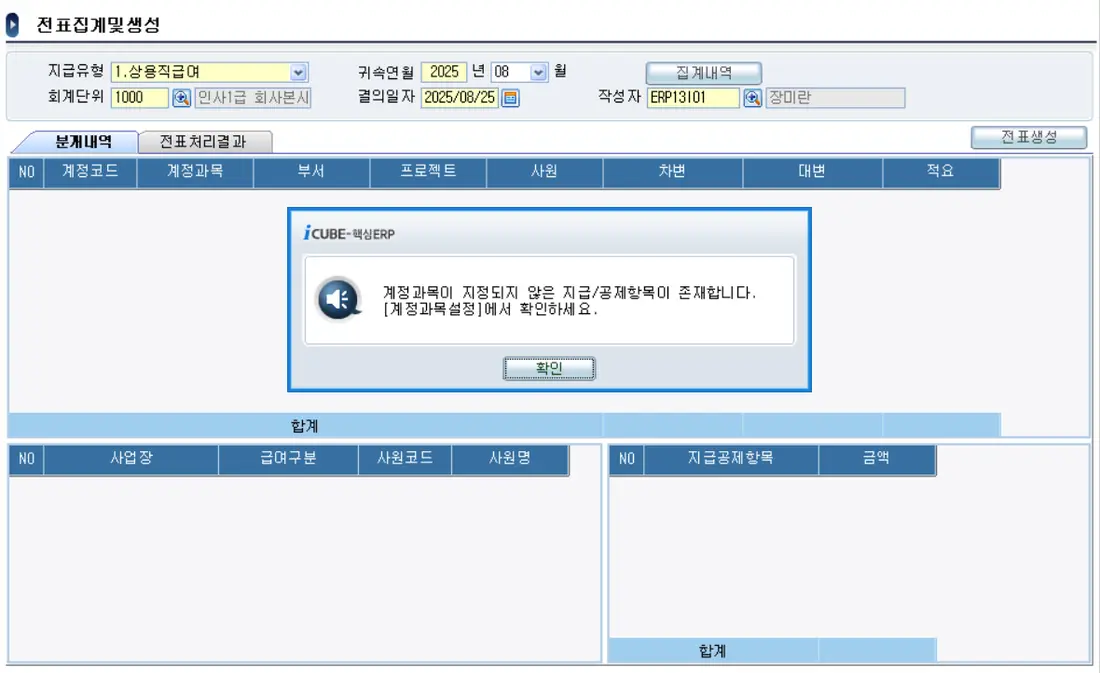 전표집계및생성
지급유형 1.상용직급여 귀속연월 2025 년 08 월 집계내역
회계단위 1000 인사1급 회사본사 결의일자 2025/08/25 작성자 ERP13I01 장미란
분개내역 전표처리결과 전표생성
NO 계정코드 계정과목 부서 프로젝트 사원 차변 대변 적요
iCUBE-핵심ERP
계정과목이 지정되지 않은 지급/공제항목이 존재합니다.
[계정과목설정]에서 확인하세요.
확인
합계
NO 사업장 급여구분 사원코드 사원명 NO 지급공제항목 금액
합계